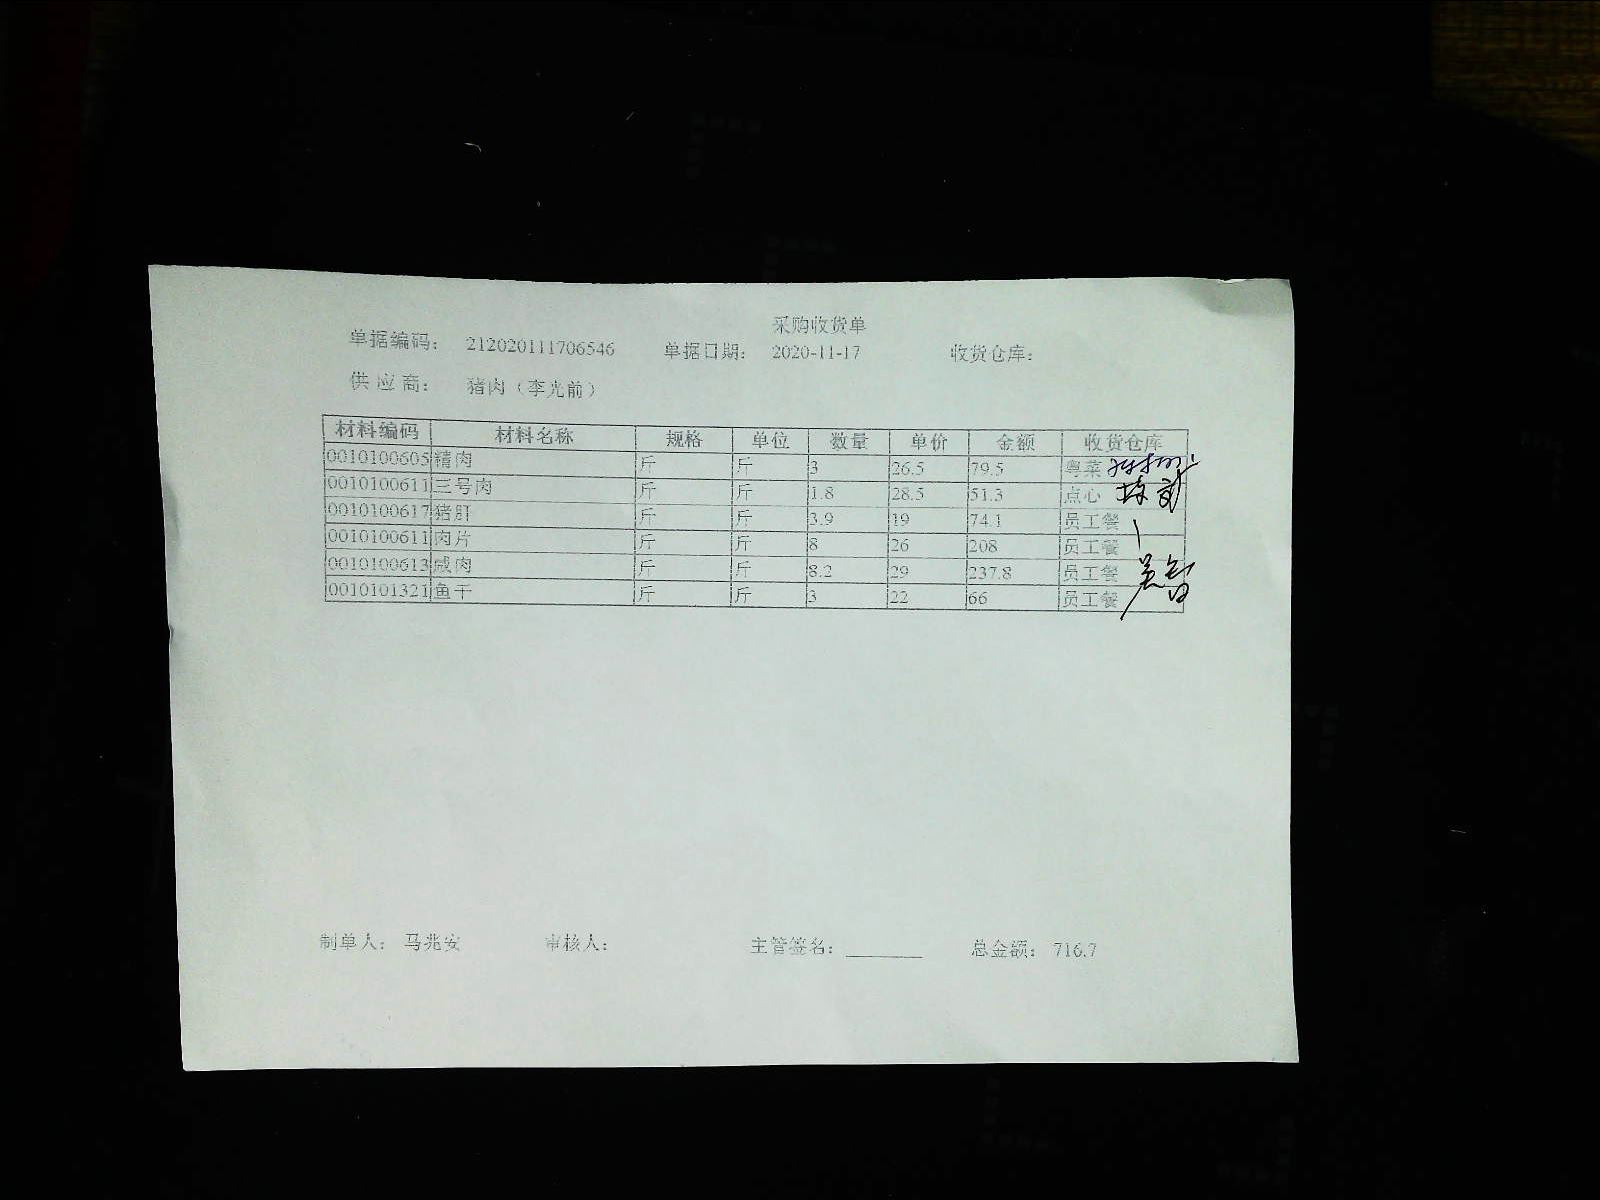 采购收货单
单据编码： 212020111706546 单据日期： 2020-11-17 收货仓库：
供 应 商： 猪肉（李光前）
材料编码 材料名称 规格 单位 数量 单价 金额 收货仓库
0010100605 精肉 斤 斤 3 26.5 79.5 粤菜
0010100611 三号肉 斤 斤 1.8 28.5 51.3 点心
0010100617 猪肝 斤 斤 3.9 19 74.1 员工餐
0010100611 肉片 斤 斤 8 26 208 员工餐
0010100613 咸肉 斤 斤 8.2 29 237.8 员工餐
0010101321 鱼干 斤 斤 3 22 66 员工餐
制单人： 马兆安 审核人： 主管签名： 总金额： 716.7